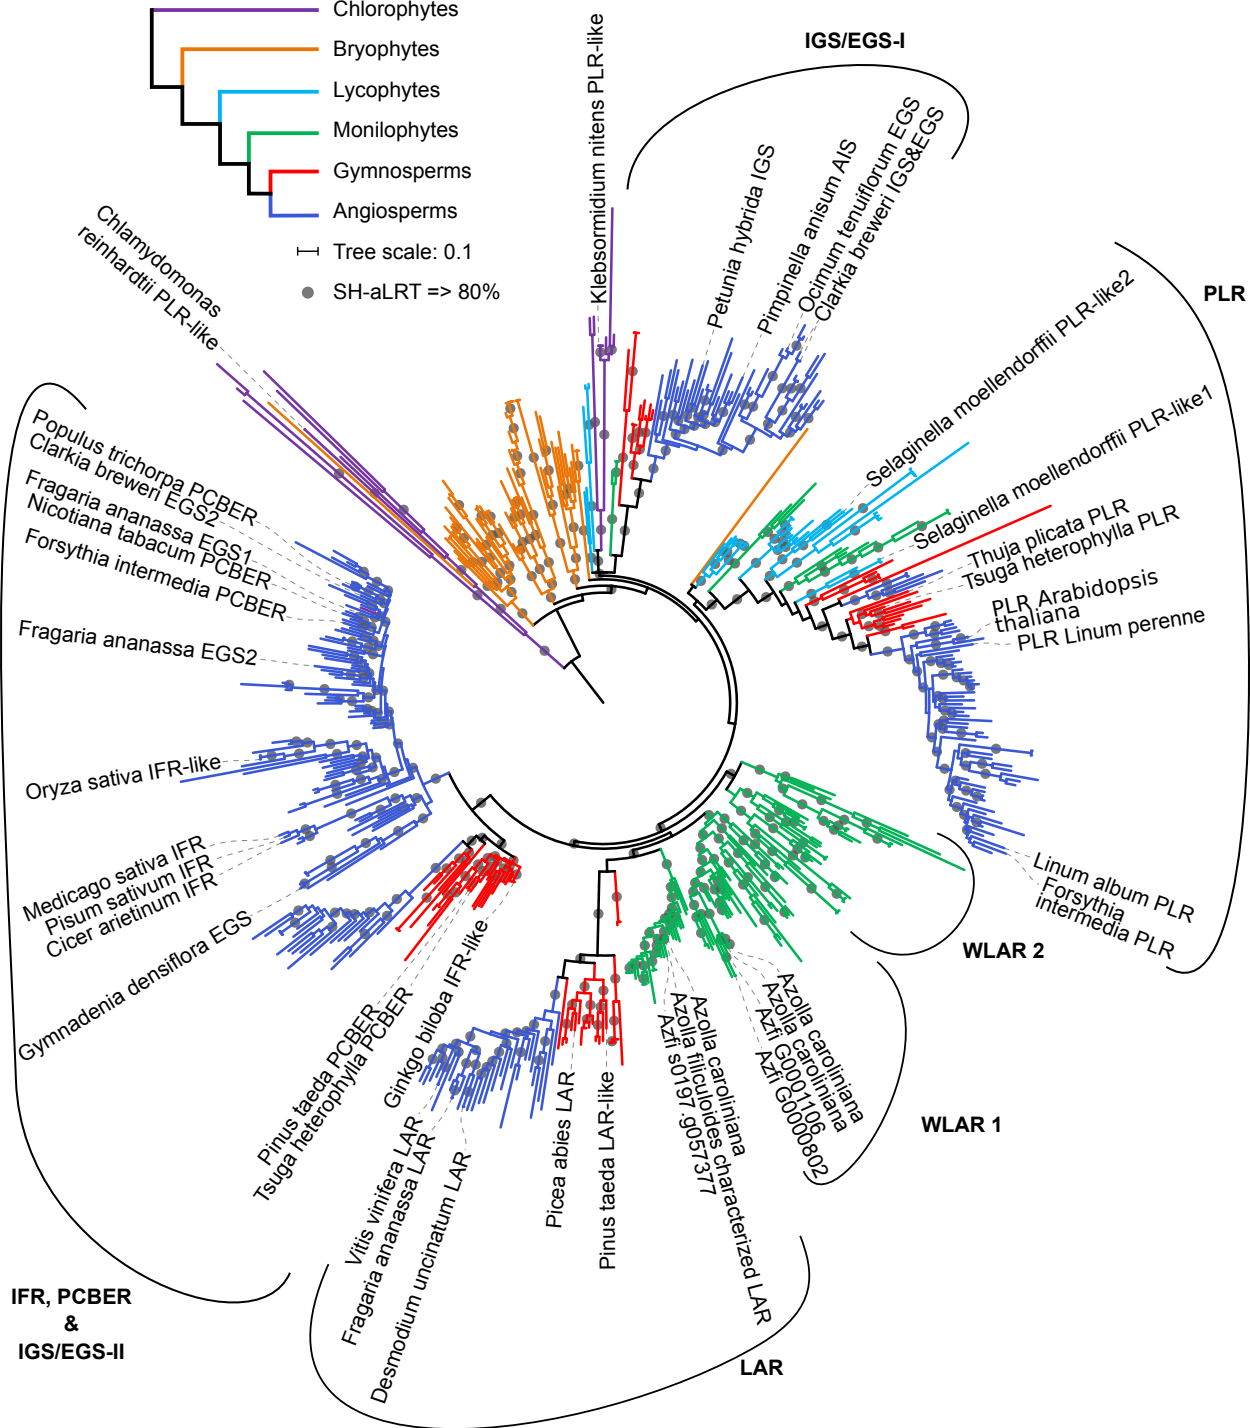 Chlorophytes
Bryophytes
Lycophytes
Monilophytes
Gymnosperms
Angiosperms
Tree scale: 0.1
SH-aLRT => 80%
Chlamydomonas
reinhardtii PLR-like
Klebsormidium nitens PLR-like
IGS/EGS-I
Petunia hybrida IGS
Pimpinella anisum AIS
Ocimum tenuiflorum EGS
Clarkia breweri IGS&EGS
PLR
Selaginella moellendorffii PLR-like2
Selaginella moellendorffii PLR-like1
Thuja plicata PLR
Tsuga heterophylla PLR
PLR Arabidopsis
thaliana
PLR Linum perenne
Linum album PLR
Forsythia
intermedia PLR
WLAR 2
Azolla caroliniana
Azolla caroliniana
Azfi G0001106
Azfi G0000802
WLAR 1
Azolla caroliniana
Azolla filiculoides characterized LAR
Azfi s0197.g057377
Pinus taeda LAR-like
Picea abies LAR
Desmodium uncinatum LAR
Fragaria ananassa LAR
Vitis vinifera LAR
LAR
Ginkgo biloba IFR-like
Tsuga heterophylla PCBER
Pinus taeda PCBER
Gymnadenia densiflora EGS
Cicer arietinum IFR
Pisum sativum IFR
Medicago sativa IFR
Oryza sativa IFR-like
Fragaria ananassa EGS2
Forsythia intermedia PCBER
Nicotiana tabacum PCBER
Fragaria ananassa EGS1
Clarkia breweri EGS2
Populus trichorpa PCBER
IFR, PCBER
&
IGS/EGS-II